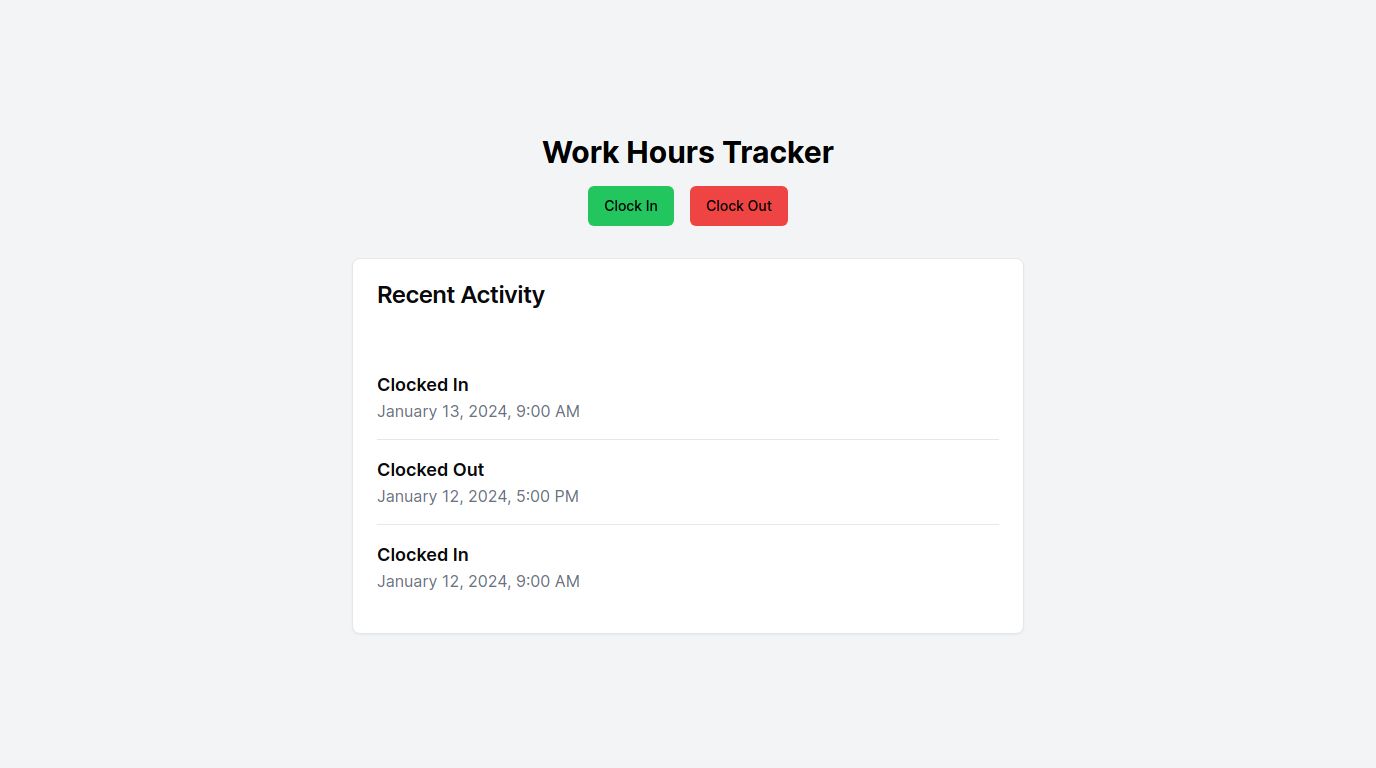 Work Hours Tracker
Clock In Clock Out
Recent Activity
Clocked In
January 13, 2024, 9:00 AM
Clocked Out
January 12, 2024, 5:00 PM
Clocked In
January 12, 2024, 9:00 AM